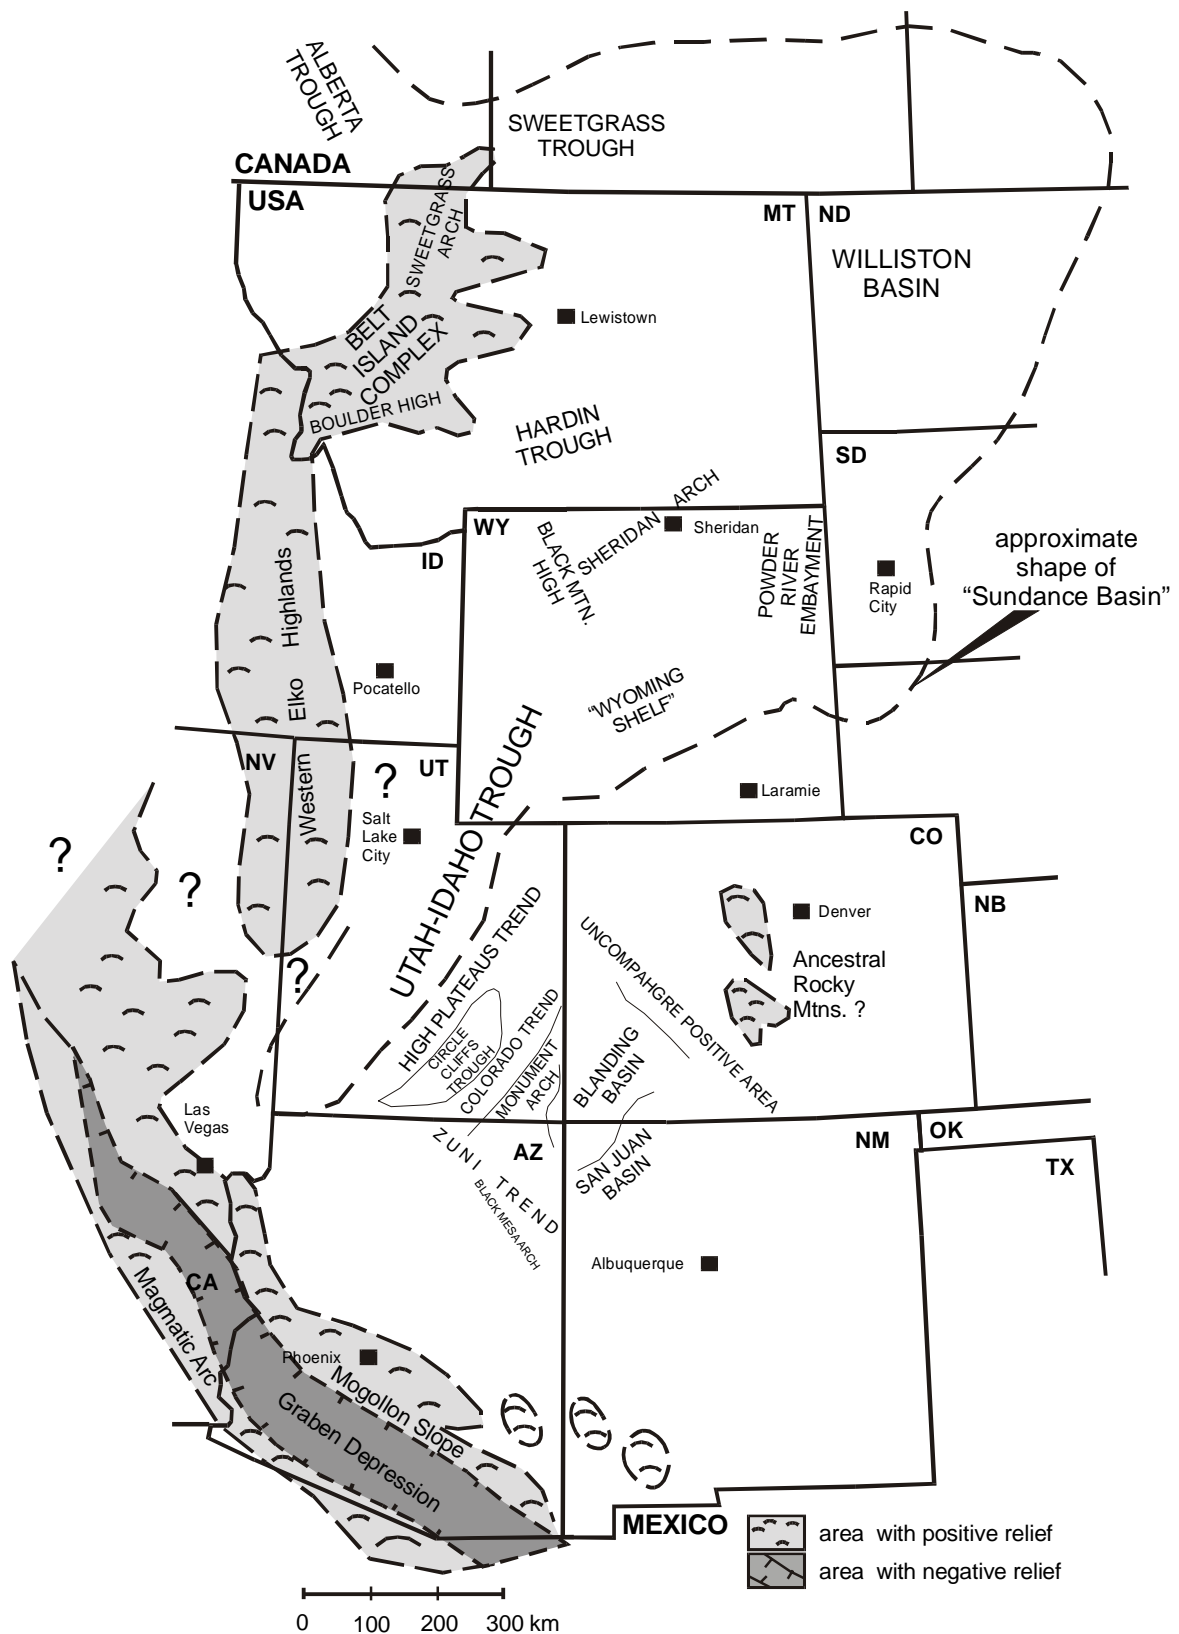 ALBERTA
TROUGH
SWEETGRASS
TROUGH
CANADA
USA
MT
ND
SWEETGRASS
ARCH
WILLISTON
BASIN
Lewistown
BELT
ISLAND
COMPLEX
BOULDER HIGH
HARDIN
TROUGH
SD
WY
BLACK MTN.
HIGH
SHERIDAN ARCH
Sheridan
POWDER
RIVER
EMBAYMENT
ID
Rapid
City
approximate
shape of
“Sundance Basin”
Western Elko Highlands
Pocatello
“WYOMING
SHELF”
NV
UT
?
Salt
Lake
City
UTAH-IDAHO TROUGH
Laramie
CO
?
?
NB
Denver
Ancestral
Rocky
Mtns. ?
?
HIGH PLATEAUS TREND
CIRCLE
CLIFFS
TROUGH
COLORADO TREND
MONUMENT
ARCH
UNCOMPAHGRE POSITIVE AREA
BLANDING
BASIN
Las
Vegas
ZUNI TREND
BLACK MESA ARCH
AZ
SAN JUAN
BASIN
NM
OK
TX
Albuquerque
CA
Magmatic Arc
Phoenix
Mogollon Slope
Graben Depression
MEXICO
area with positive relief
area with negative relief
0 100 200 300 km